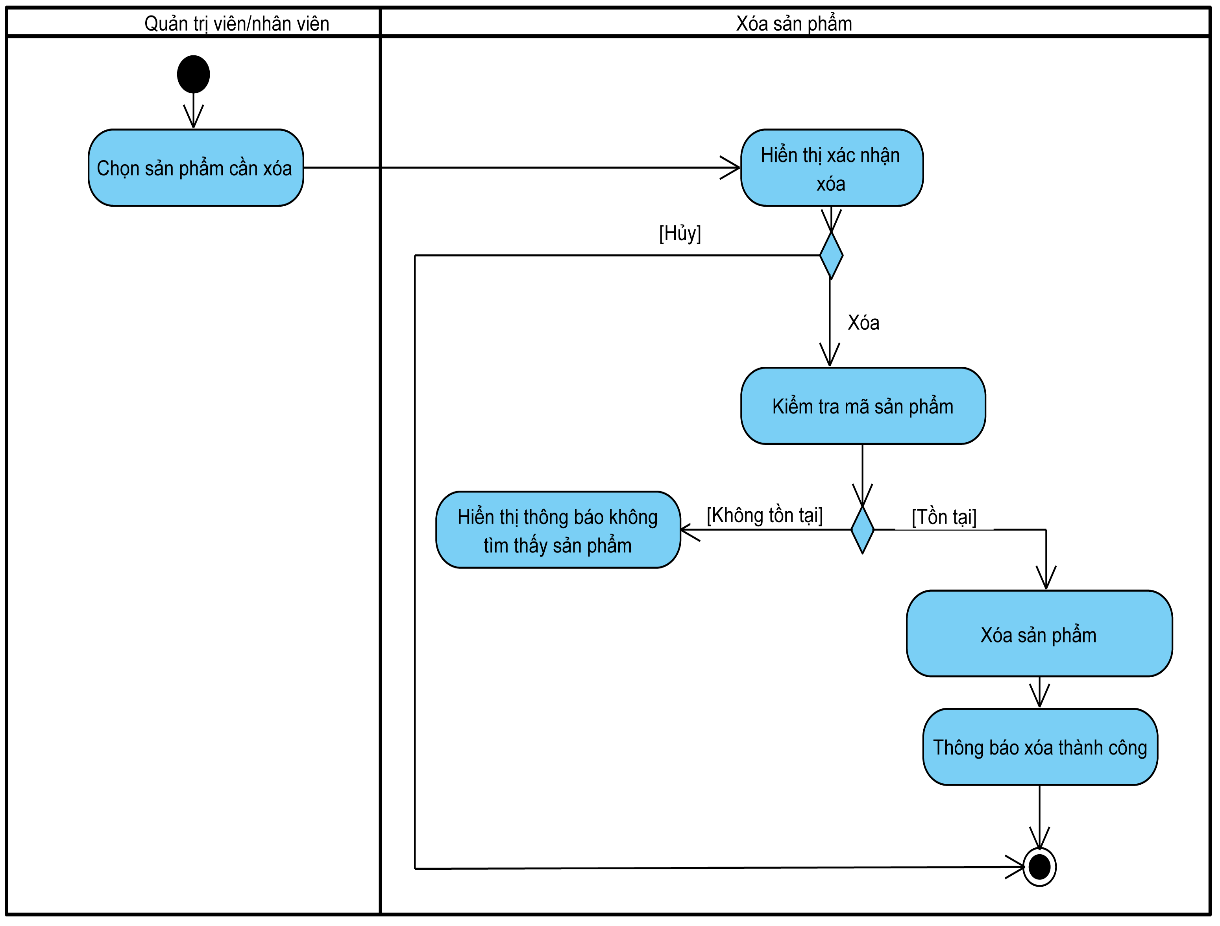 Quản trị viên/nhân viên
Xóa sản phẩm
Chọn sản phẩm cần xóa
Hiển thị xác nhận
xóa
[Hủy]
Xóa
Kiểm tra mã sản phẩm
Hiển thị thông báo không
tìm thấy sản phẩm
[Không tồn tại]
[Tồn tại]
Xóa sản phẩm
Thông báo xóa thành công